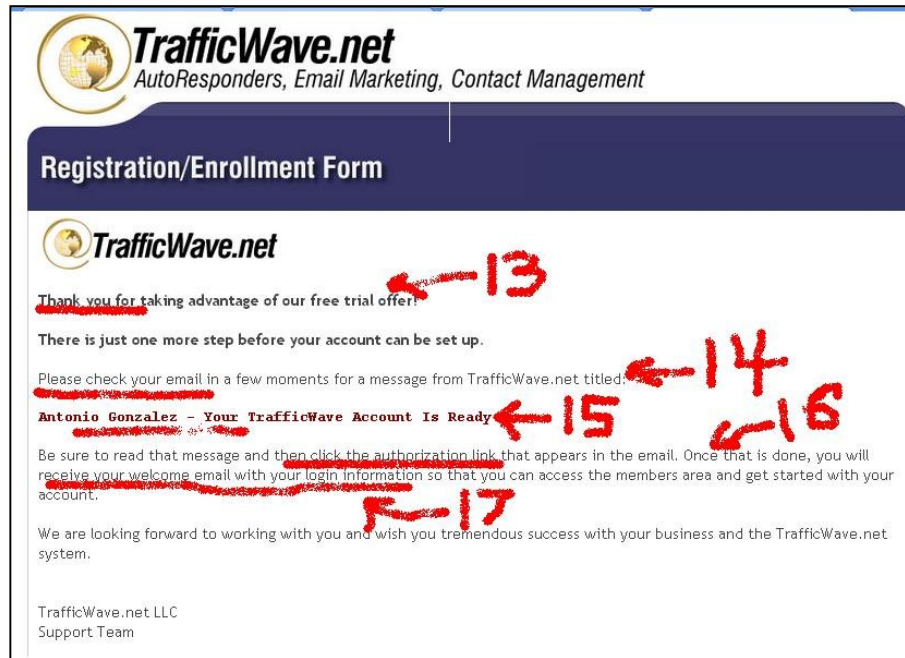 TrafficWave.net
AutoResponders, Email Marketing, Contact Management
Registration/Enrollment Form
TrafficWave.net
13
Thank you for taking advantage of our free trial offer!
There is just one more step before your account can be set up.
14
Please check your email in a few moments for a message from TrafficWave.net titled:
Antonio Gonzalez - Your TrafficWave Account Is Ready
15
16
Be sure to read that message and then click the authorization link that appears in the email. Once that is done, you will
receive your welcome email with your login information so that you can access the members area and get started with your
account.
17
We are looking forward to working with you and wish you tremendous success with your business and the TrafficWave.net
system.
TrafficWave.net LLC
Support Team